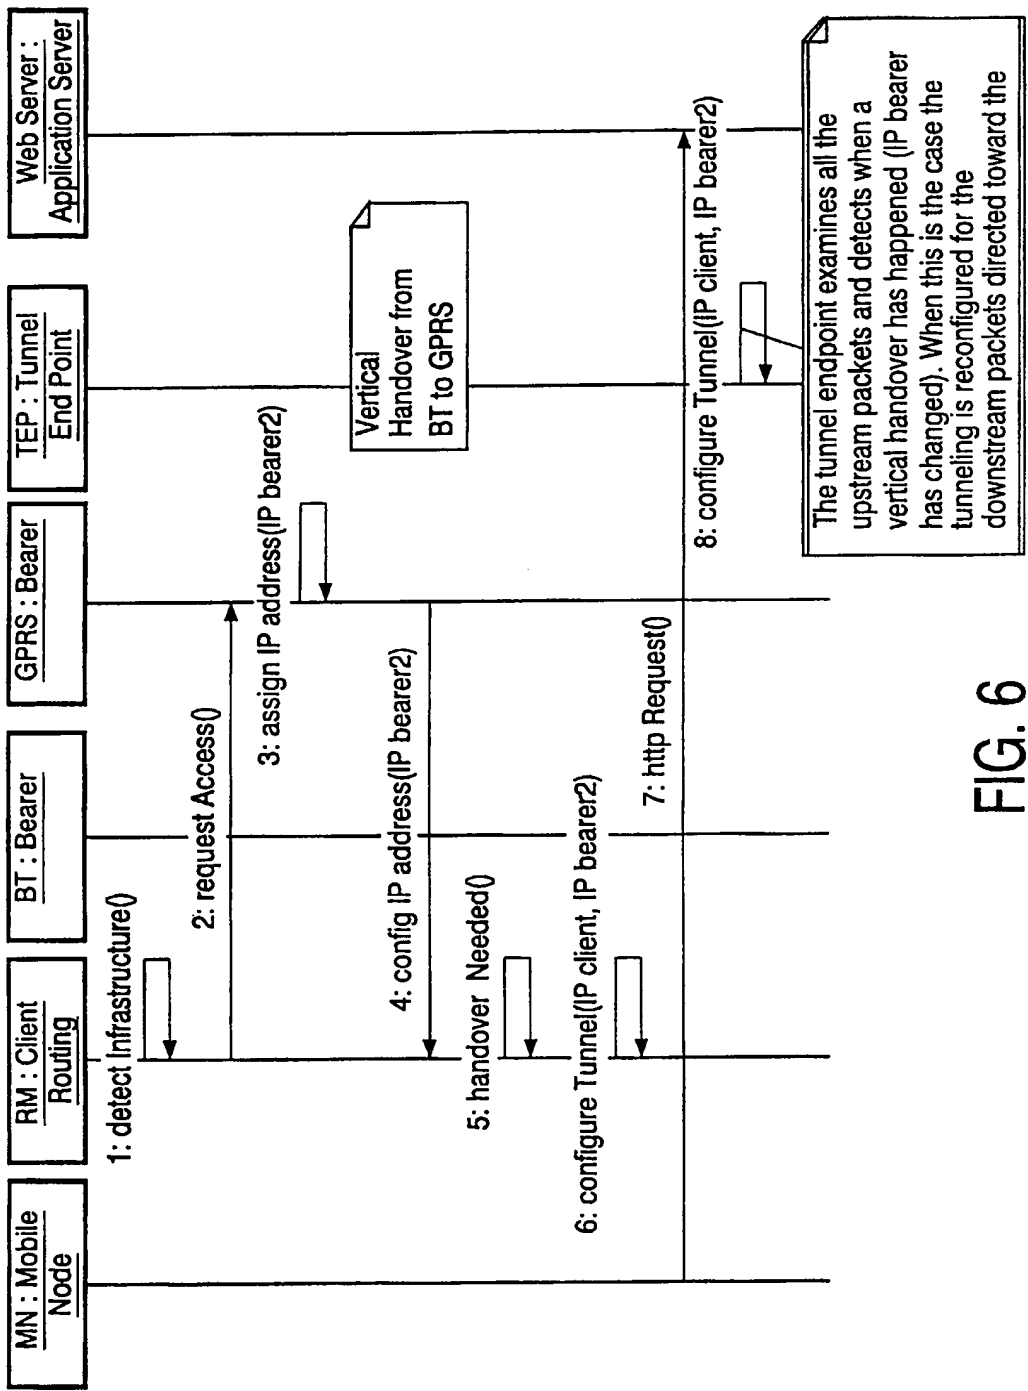 MN : Mobile
Node
RM : Client
Routing
BT : Bearer
GPRS : Bearer
TEP : Tunnel
End Point
Web Server :
Application Server
1: detect Infrastructure()
2: request Access()
3: assign IP address(IP bearer2)
Vertical
Handover from
BT to GPRS
4: config IP address(IP bearer2)
5: handover Needed()
6: configure Tunnel(IP client, IP bearer2)
7: http Request()
8: configure Tunnel(IP client, IP bearer2)
The tunnel endpoint examines all the
upstream packets and detects when a
vertical handover has happened (IP bearer
has changed). When this is the case the
tunneling is reconfigured for the
downstream packets directed toward the
FIG. 6